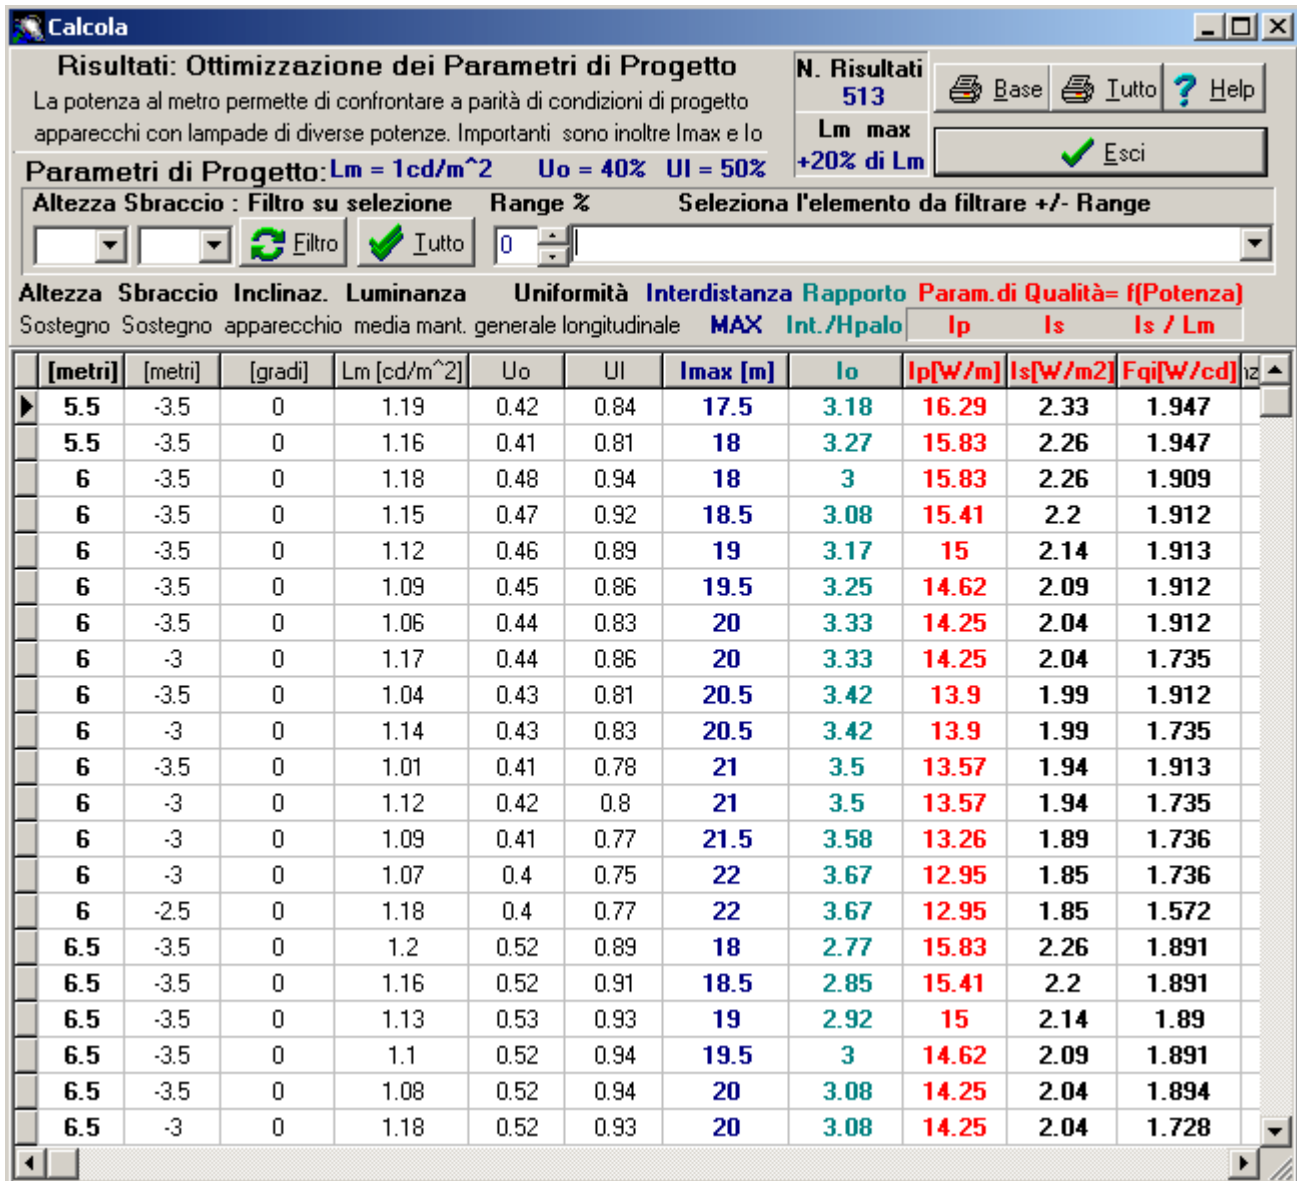 Calcola
Risultati: Ottimizzazione dei Parametri di Progetto
La potenza al metro permette di confrontare a parità di condizioni di progetto
apparecchi con lampade di diverse potenze. Importanti sono inoltre Imax e Io
N. Risultati
513
Lm max
+20% di Lm
Base Tutto Help
Esci
Parametri di Progetto: Lm = 1cd/m^2 Uo = 40% Ul = 50%
Altezza Sbraccio : Filtro su selezione Range % Seleziona l'elemento da filtrare +/- Range
Filtro Tutto 0
Altezza Sbraccio Inclinaz. Luminanza Uniformità Interdistanza Rapporto Param.di Qualità= f(Potenza)
Sostegno Sostegno apparecchio media mant. generale longitudinale MAX Int./Hpalo Ip Is Is / Lm
[metri] [metri] [gradi] Lm [cd/m^2] Uo Ul Imax [m] Io Ip[W/m] Is[W/m2] Fqi[W/cd]
5.5 -3.5 0 1.19 0.42 0.84 17.5 3.18 16.29 2.33 1.947
5.5 -3.5 0 1.16 0.41 0.81 18 3.27 15.83 2.26 1.947
6 -3.5 0 1.18 0.48 0.94 18 3 15.83 2.26 1.909
6 -3.5 0 1.15 0.47 0.92 18.5 3.08 15.41 2.2 1.912
6 -3.5 0 1.12 0.46 0.89 19 3.17 15 2.14 1.913
6 -3.5 0 1.09 0.45 0.86 19.5 3.25 14.62 2.09 1.912
6 -3.5 0 1.06 0.44 0.83 20 3.33 14.25 2.04 1.912
6 -3 0 1.17 0.44 0.86 20 3.33 14.25 2.04 1.735
6 -3.5 0 1.04 0.43 0.81 20.5 3.42 13.9 1.99 1.912
6 -3 0 1.14 0.43 0.83 20.5 3.42 13.9 1.99 1.735
6 -3.5 0 1.01 0.41 0.78 21 3.5 13.57 1.94 1.913
6 -3 0 1.12 0.42 0.8 21 3.5 13.57 1.94 1.735
6 -3 0 1.09 0.41 0.77 21.5 3.58 13.26 1.89 1.736
6 -3 0 1.07 0.4 0.75 22 3.67 12.95 1.85 1.736
6 -2.5 0 1.18 0.4 0.77 22 3.67 12.95 1.85 1.572
6.5 -3.5 0 1.2 0.52 0.89 18 2.77 15.83 2.26 1.891
6.5 -3.5 0 1.16 0.52 0.91 18.5 2.85 15.41 2.2 1.891
6.5 -3.5 0 1.13 0.53 0.93 19 2.92 15 2.14 1.89
6.5 -3.5 0 1.1 0.52 0.94 19.5 3 14.62 2.09 1.891
6.5 -3.5 0 1.08 0.52 0.94 20 3.08 14.25 2.04 1.894
6.5 -3 0 1.18 0.52 0.93 20 3.08 14.25 2.04 1.728